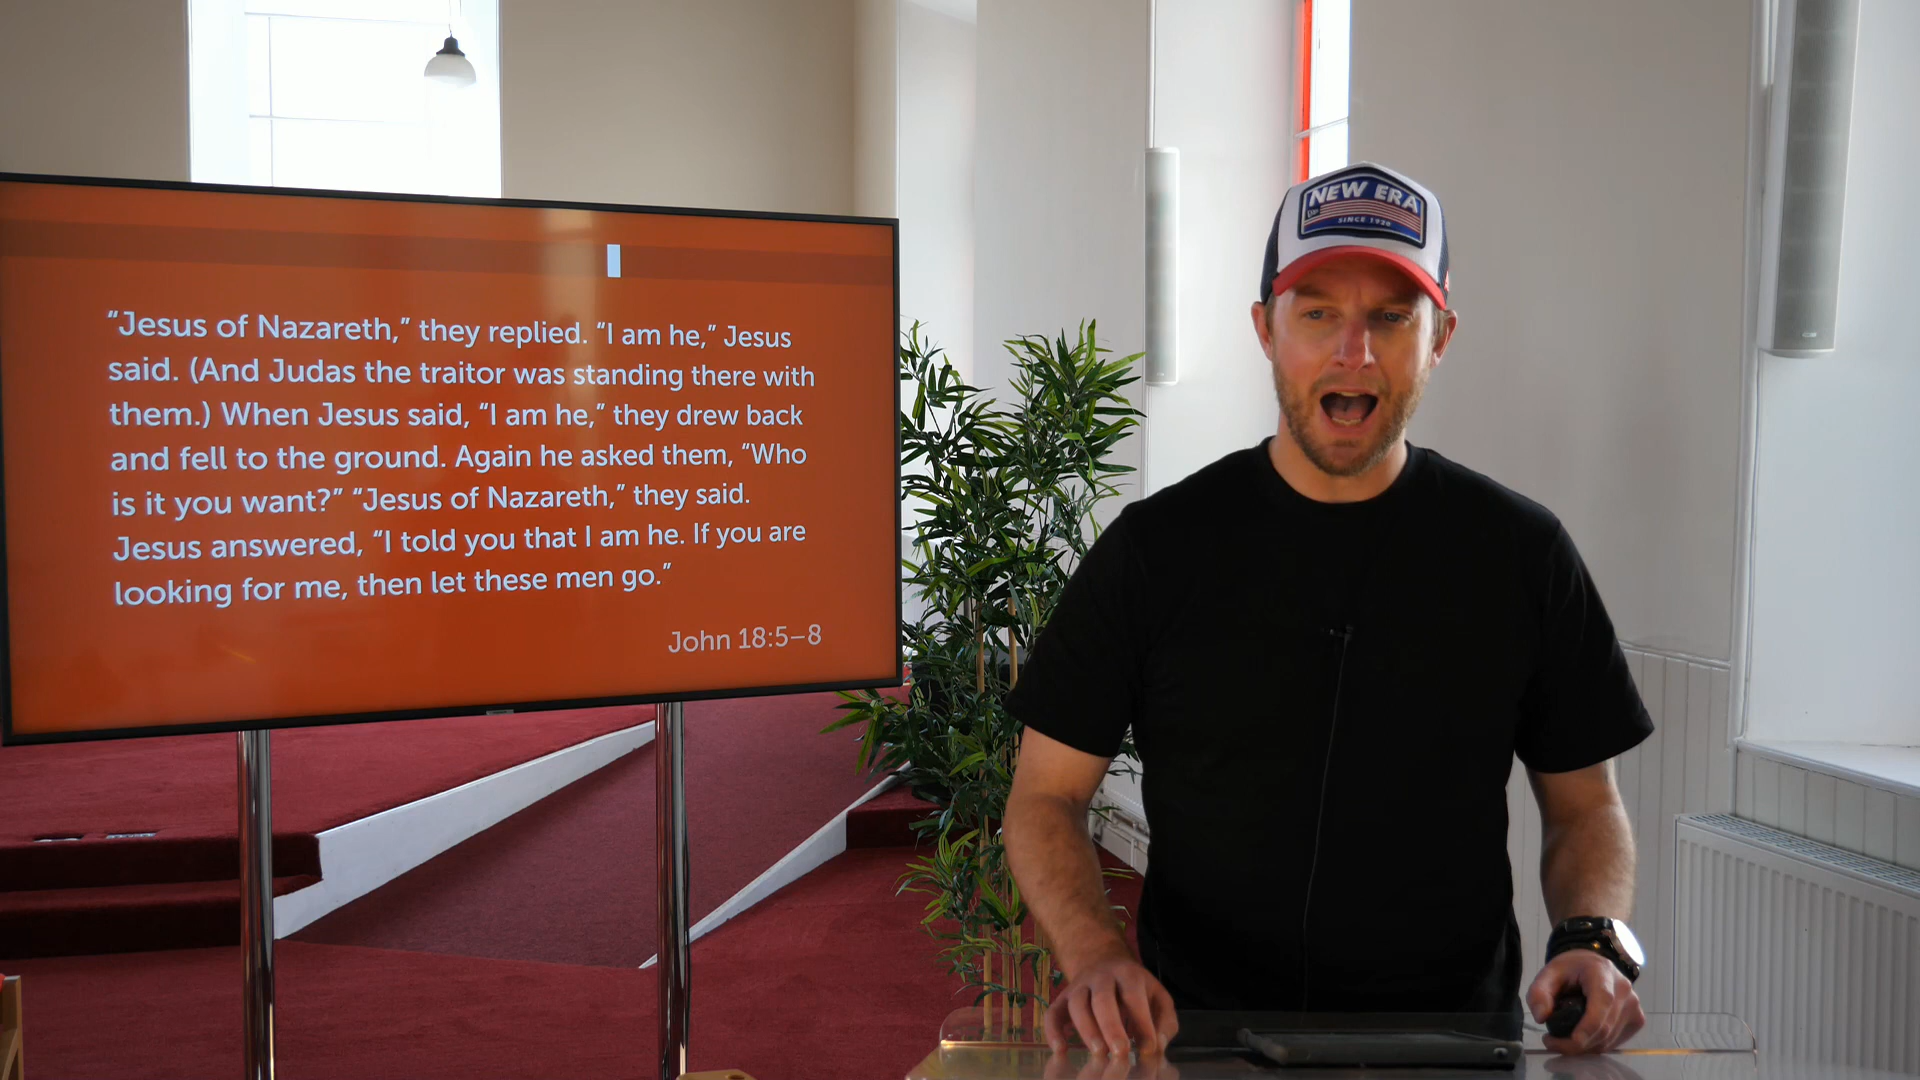 “Jesus of Nazareth,” they replied. “I am he,” Jesus
said. (And Judas the traitor was standing there with
them.) When Jesus said, “I am he,” they drew back
and fell to the ground. Again he asked them, “Who
is it you want?” “Jesus of Nazareth,” they said.
Jesus answered, “I told you that I am he. If you are
looking for me, then let these men go.”
John 18:5–8
NEW ERA
SINCE 1920